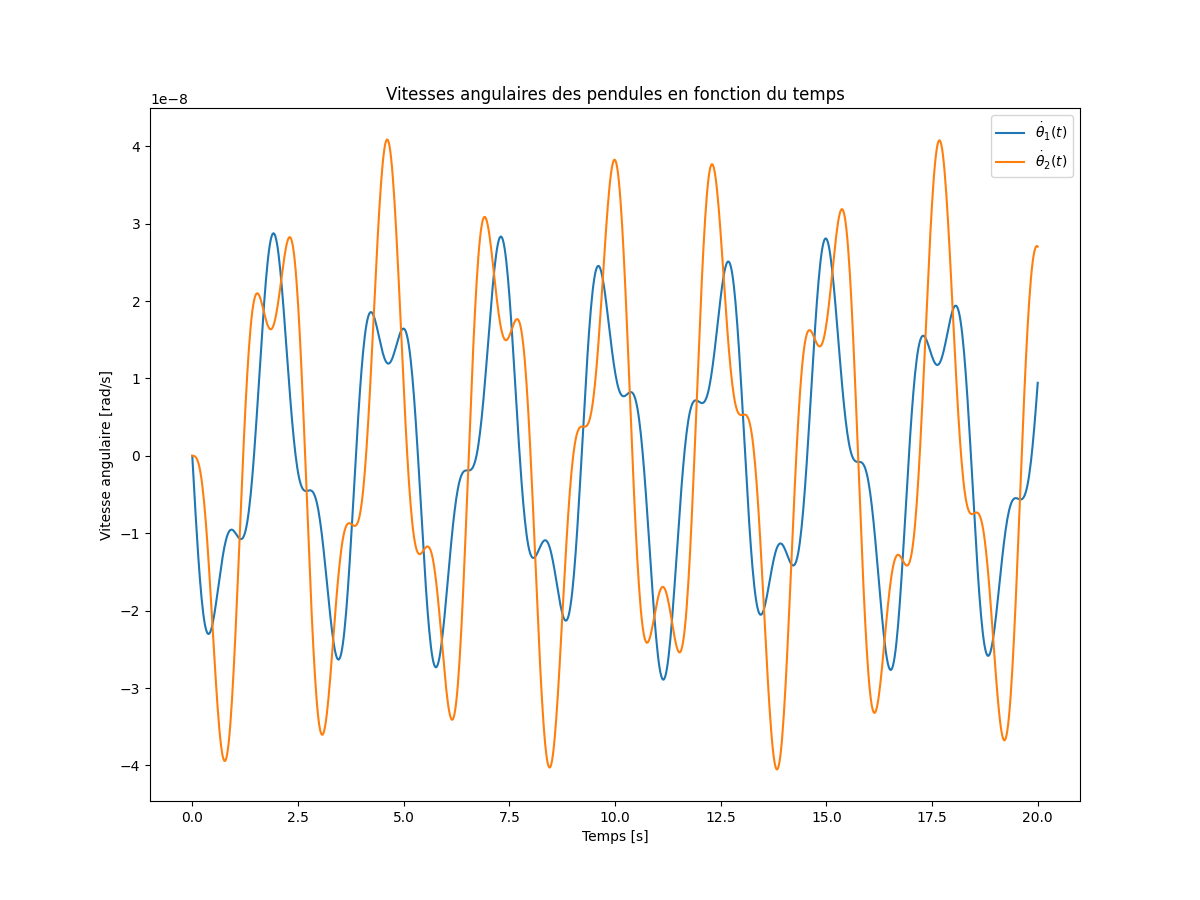 Vitesses angulaires des pendules en fonction du temps
1e−8
θ̇₁(t)
θ̇₂(t)
4
3
2
1
0
−1
−2
−3
−4
Vitesse angulaire [rad/s]
0.0 2.5 5.0 7.5 10.0 12.5 15.0 17.5 20.0
Temps [s]